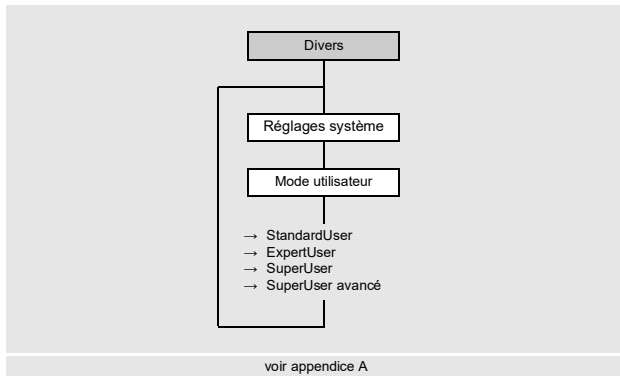 Divers
Réglages système
Mode utilisateur
→ StandardUser
→ ExpertUser
→ SuperUser
→ SuperUser avancé
voir appendice A